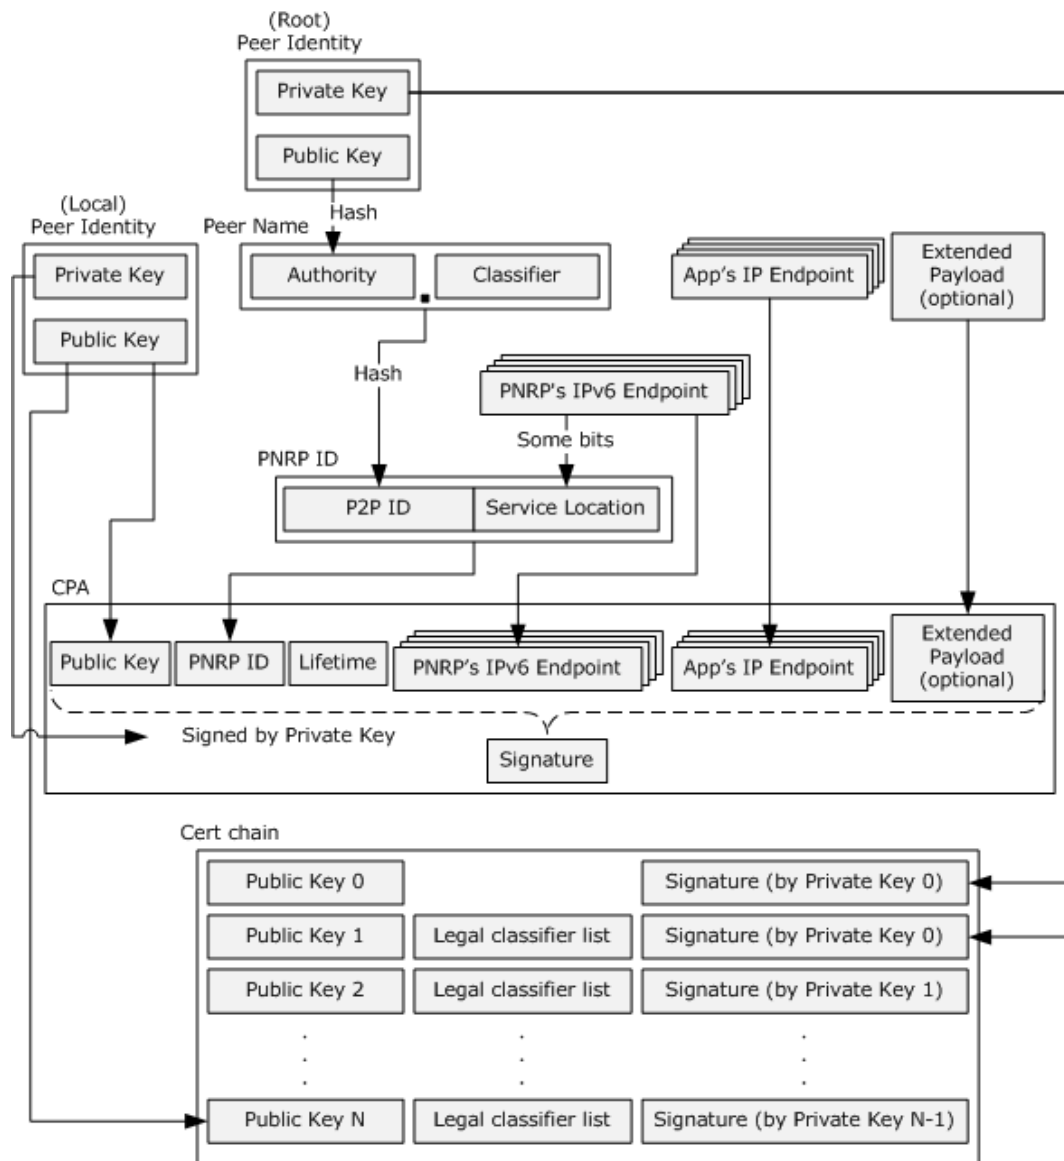 (Root)
Peer Identity
Private Key
Public Key
Hash
(Local)
Peer Identity
Private Key
Public Key
Peer Name
Authority
.
Classifier
App's IP Endpoint
Extended
Payload
(optional)
Hash
PNRP's IPv6 Endpoint
Some bits
PNRP ID
P2P ID
Service Location
CPA
Public Key
PNRP ID
Lifetime
PNRP's IPv6 Endpoint
App's IP Endpoint
Extended
Payload
(optional)
Signed by Private Key
Signature
Cert chain
Public Key 0
Signature (by Private Key 0)
Public Key 1
Legal classifier list
Signature (by Private Key 0)
Public Key 2
Legal classifier list
Signature (by Private Key 1)
. . .
. . .
. . .
Public Key N
Legal classifier list
Signature (by Private Key N-1)